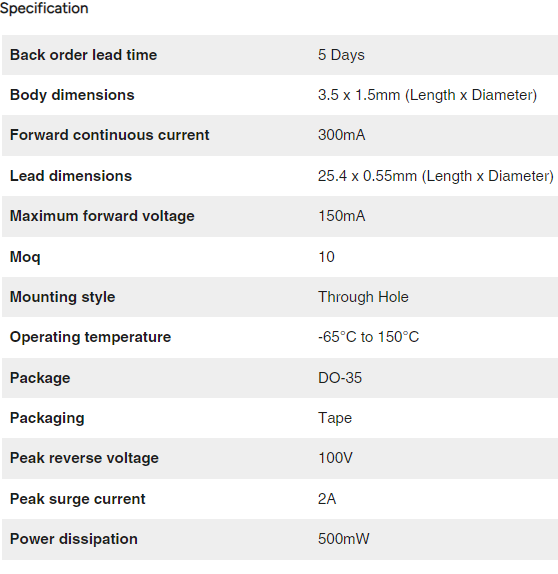 Specification
Back order lead time 5 Days
Body dimensions 3.5 x 1.5mm (Length x Diameter)
Forward continuous current 300mA
Lead dimensions 25.4 x 0.55mm (Length x Diameter)
Maximum forward voltage 150mA
Moq 10
Mounting style Through Hole
Operating temperature -65°C to 150°C
Package DO-35
Packaging Tape
Peak reverse voltage 100V
Peak surge current 2A
Power dissipation 500mW